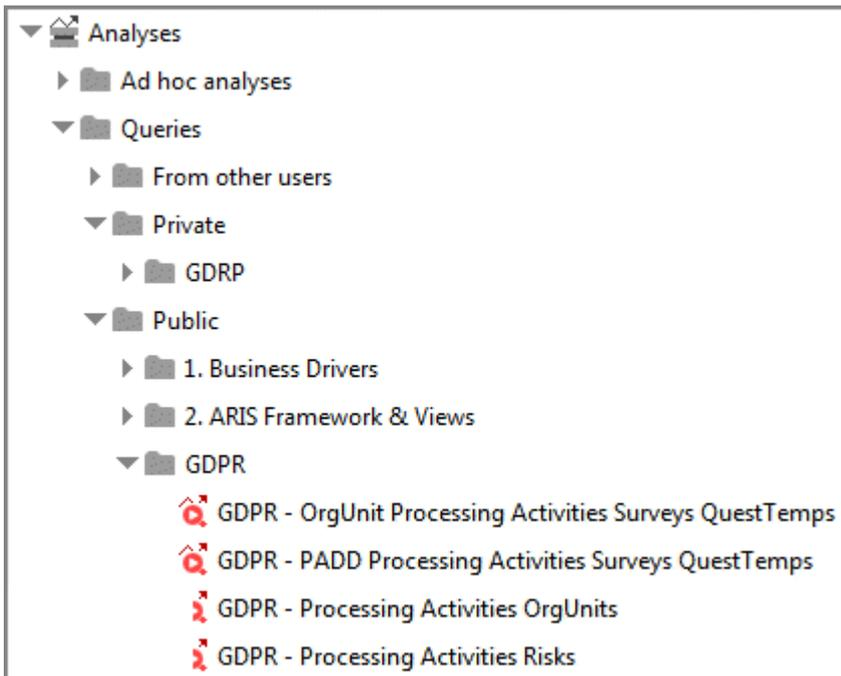 Analyses
Ad hoc analyses
Queries
From other users
Private
GDRP
Public
1. Business Drivers
2. ARIS Framework & Views
GDPR
GDPR - OrgUnit Processing Activities Surveys QuestTemps
GDPR - PADD Processing Activities Surveys QuestTemps
GDPR - Processing Activities OrgUnits
GDPR - Processing Activities Risks